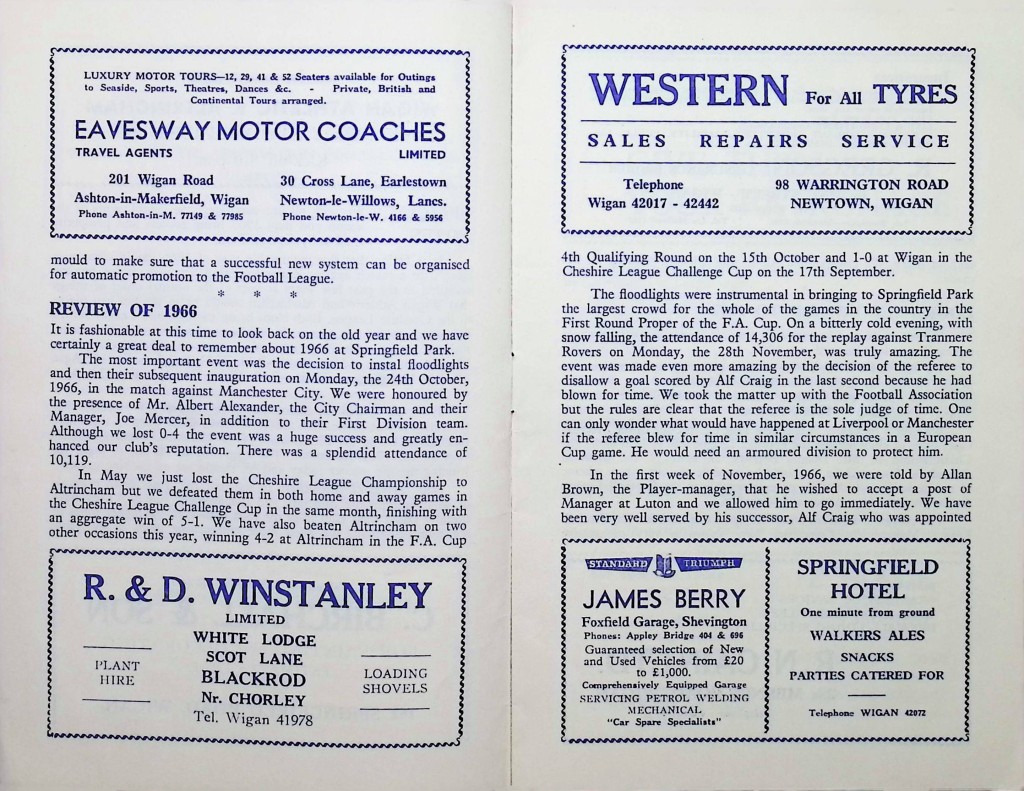 LUXURY MOTOR TOURS—12, 29, 41 & 52 Seaters available for Outings
to Seaside, Sports, Theatres, Dances &c. - Private, British and
Continental Tours arranged.
EAVESWAY MOTOR COACHES
TRAVEL AGENTS LIMITED
201 Wigan Road
Ashton-in-Makerfield, Wigan
Phone Ashton-in-M. 77149 & 77985
30 Cross Lane, Earlestown
Newton-le-Willows, Lancs.
Phone Newton-le-W. 4166 & 5956
mould to make sure that a successful new system can be organised
for automatic promotion to the Football League.
* * *
REVIEW OF 1966
It is fashionable at this time to look back on the old year and we have
certainly a great deal to remember about 1966 at Springfield Park.
The most important event was the decision to instal floodlights
and then their subsequent inauguration on Monday, the 24th October,
1966, in the match against Manchester City. We were honoured by
the presence of Mr. Albert Alexander, the City Chairman and their
Manager, Joe Mercer, in addition to their First Division team.
Although we lost 0-4 the event was a huge success and greatly en-
hanced our club's reputation. There was a splendid attendance of
10,119.
In May we just lost the Cheshire League Championship to
Altrincham but we defeated them in both home and away games in
the Cheshire League Challenge Cup in the same month, finishing with
an aggregate win of 5-1. We have also beaten Altrincham on two
other occasions this year, winning 4-2 at Altrincham in the F.A. Cup
R. & D. WINSTANLEY
LIMITED
WHITE LODGE
SCOT LANE
BLACKROD
Nr. CHORLEY
Tel. Wigan 41978
PLANT
HIRE
LOADING
SHOVELS
WESTERN For All TYRES
SALES REPAIRS SERVICE
Telephone
Wigan 42017 - 42442
98 WARRINGTON ROAD
NEWTOWN, WIGAN
4th Qualifying Round on the 15th October and 1-0 at Wigan in the
Cheshire League Challenge Cup on the 17th September.
The floodlights were instrumental in bringing to Springfield Park
the largest crowd for the whole of the games in the country in the
First Round Proper of the F.A. Cup. On a bitterly cold evening, with
snow falling, the attendance of 14,306 for the replay against Tranmere
Rovers on Monday, the 28th November, was truly amazing. The
event was made even more amazing by the decision of the referee to
disallow a goal scored by Alf Craig in the last second because he had
blown for time. We took the matter up with the Football Association
but the rules are clear that the referee is the sole judge of time. One
can only wonder what would have happened at Liverpool or Manchester
if the referee blew for time in similar circumstances in a European
Cup game. He would need an armoured division to protect him.
In the first week of November, 1966, we were told by Allan
Brown, the Player-manager, that he wished to accept a post of
Manager at Luton and we allowed him to go immediately. We have
been very well served by his successor, Alf Craig who was appointed
STANDARD TRIUMPH
JAMES BERRY
Foxfield Garage, Shevington
Phones: Appley Bridge 404 & 696
Guaranteed selection of New
and Used Vehicles from £20
to £1,000.
Comprehensively Equipped Garage
SERVICING PETROL WELDING
MECHANICAL
"Car Spare Specialists"
SPRINGFIELD
HOTEL
One minute from ground
WALKERS ALES
SNACKS
PARTIES CATERED FOR
Telephone WIGAN 42072